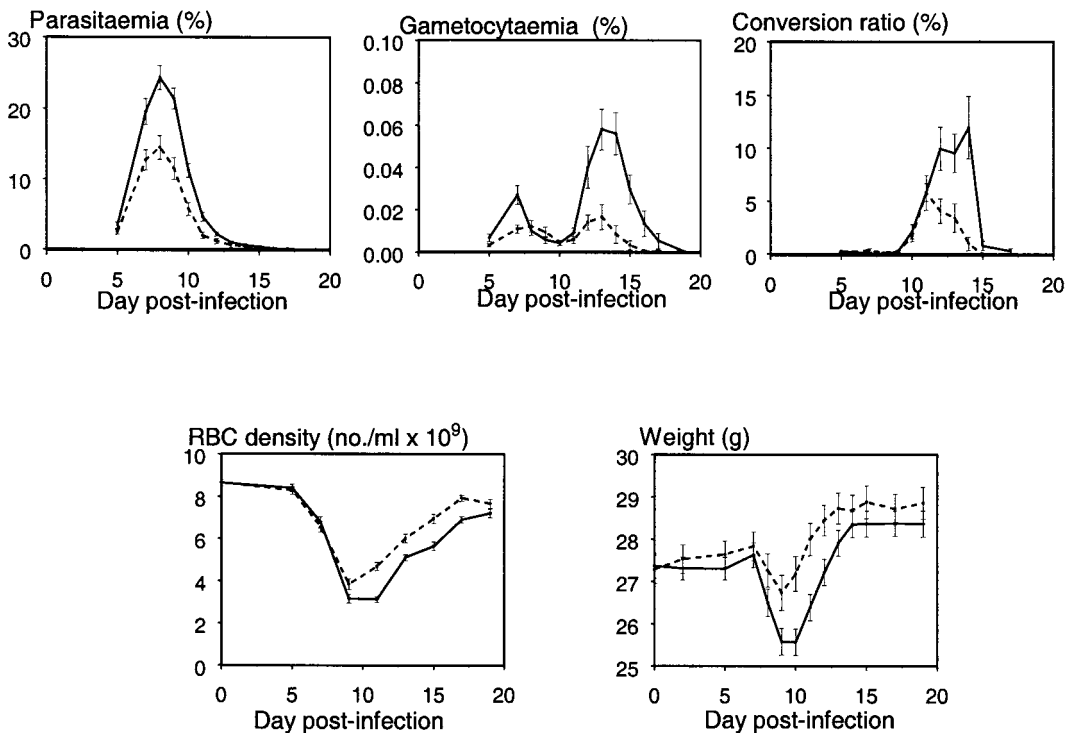 Parasitaemia (%)
30
20
10
0
0 5 10 15 20
Day post-infection
Gametocytaemia (%)
0.10
0.08
0.06
0.04
0.02
0.00
0 5 10 15 20
Day post-infection
Conversion ratio (%)
20
15
10
5
0
0 5 10 15 20
Day post-infection
RBC density (no./ml x 10⁹)
10
8
6
4
2
0
0 5 10 15 20
Day post-infection
Weight (g)
30
29
28
27
26
25
0 5 10 15 20
Day post-infection